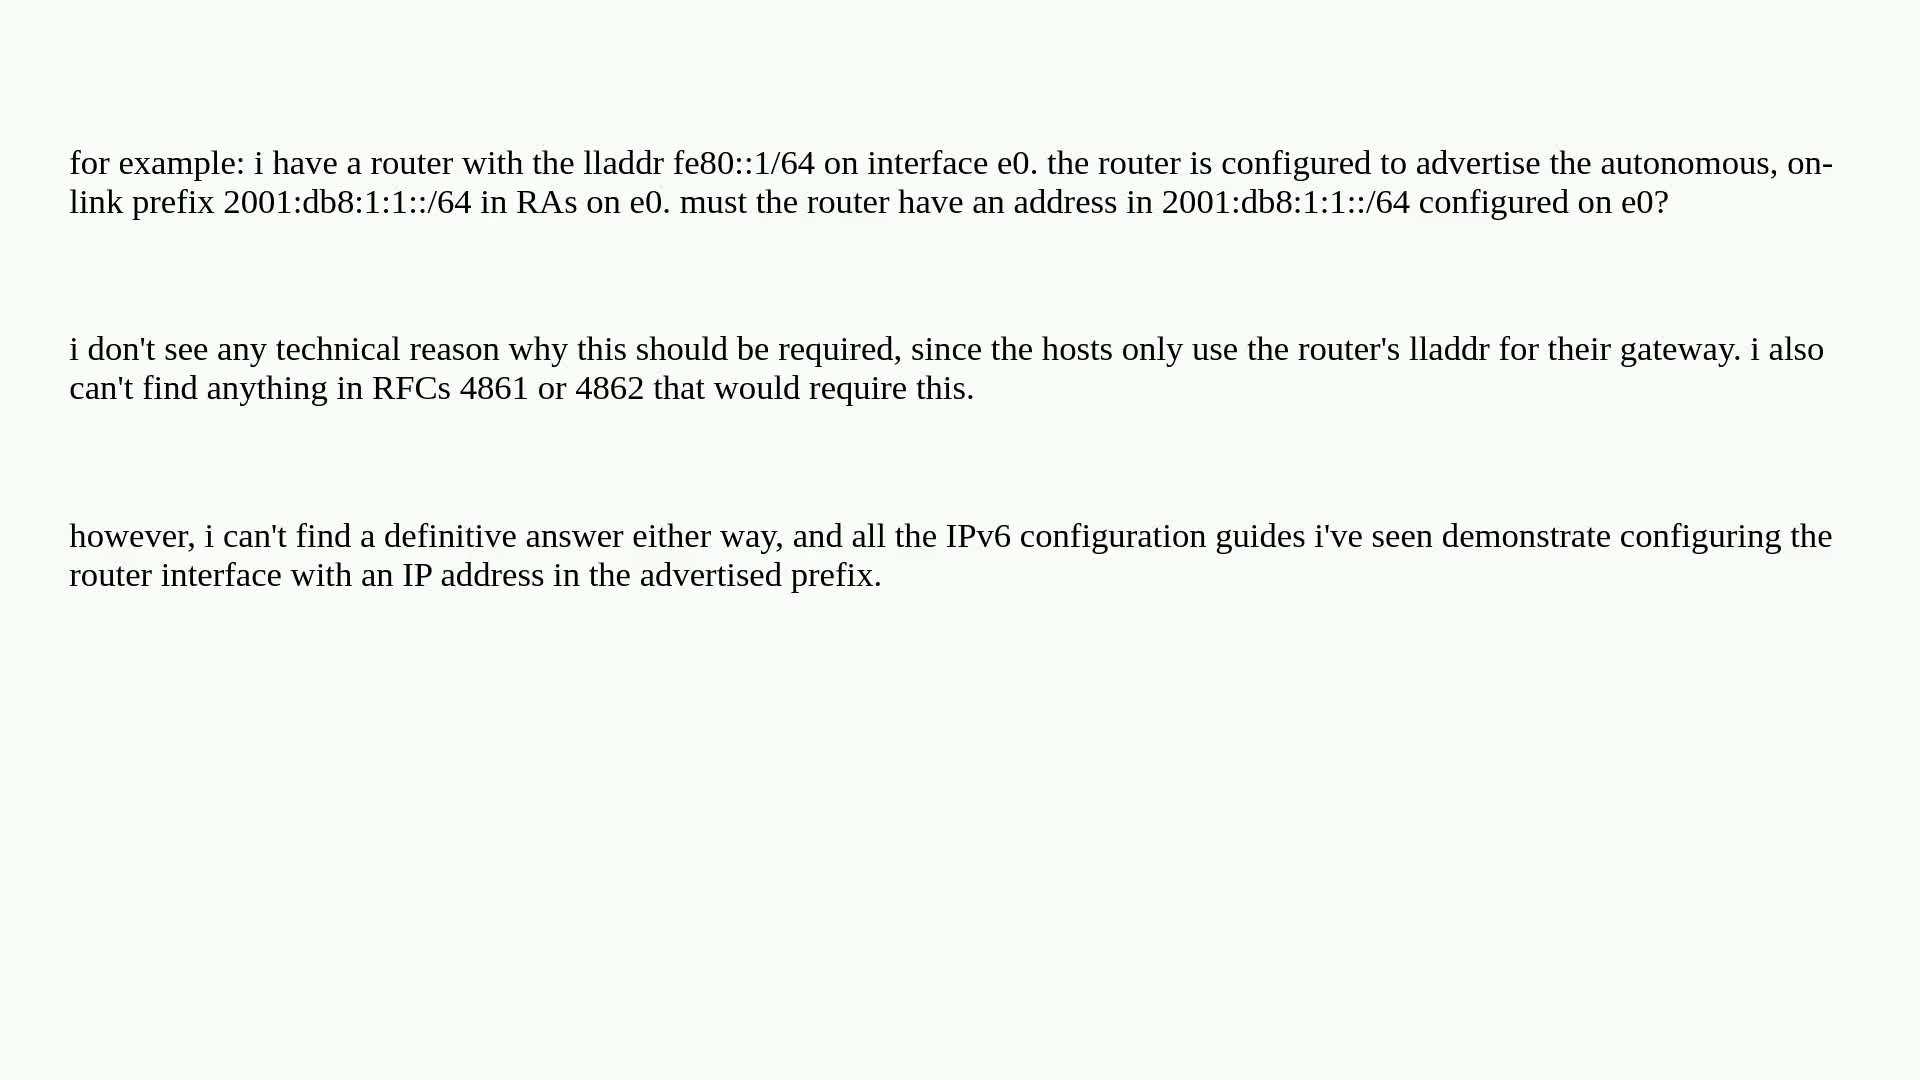 for example: i have a router with the lladdr fe80::1/64 on interface e0. the router is configured to advertise the autonomous, on-
link prefix 2001:db8:1:1::/64 in RAs on e0. must the router have an address in 2001:db8:1:1::/64 configured on e0?
i don't see any technical reason why this should be required, since the hosts only use the router's lladdr for their gateway. i also
can't find anything in RFCs 4861 or 4862 that would require this.
however, i can't find a definitive answer either way, and all the IPv6 configuration guides i've seen demonstrate configuring the
router interface with an IP address in the advertised prefix.